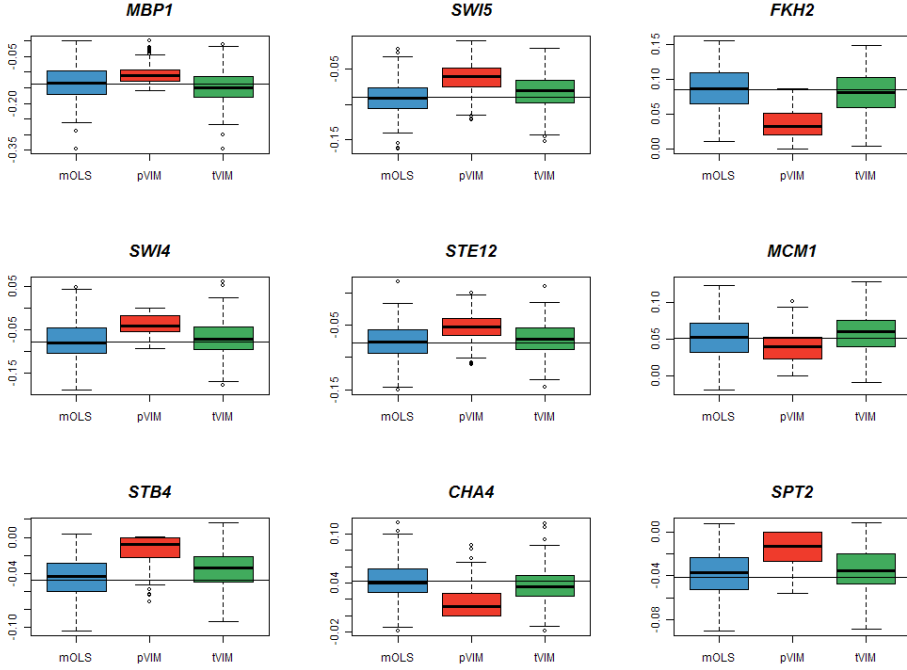 MBP1 SWI5 FKH2
-0.05 -0.20 -0.35
-0.05 -0.15
0.15 0.10 0.05 0.00
mOLS pVIM tVIM mOLS pVIM tVIM mOLS pVIM tVIM
SWI4 STE12 MCM1
0.05 -0.05 -0.15
-0.05 -0.15
0.10 0.05 0.00
mOLS pVIM tVIM mOLS pVIM tVIM mOLS pVIM tVIM
STB4 CHA4 SPT2
0.00 -0.04 -0.10
0.10 0.04 -0.02
0.00 -0.04 -0.08
mOLS pVIM tVIM mOLS pVIM tVIM mOLS pVIM tVIM